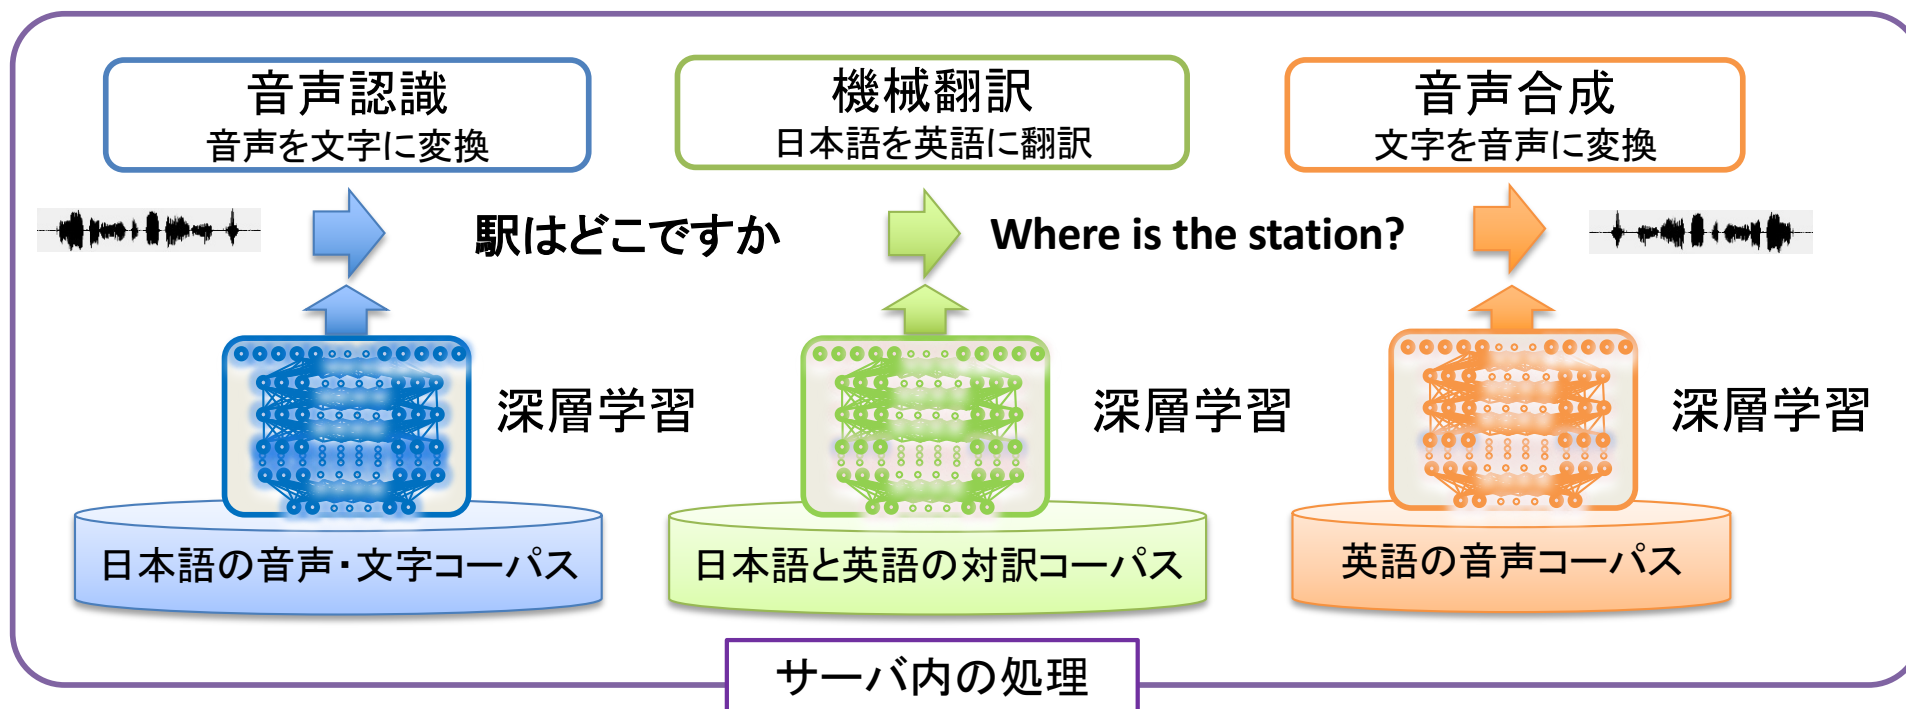 音声認識
音声を文字に変換
機械翻訳
日本語を英語に翻訳
音声合成
文字を音声に変換
駅はどこですか
Where is the station?
深層学習
深層学習
深層学習
日本語の音声・文字コーパス
日本語と英語の対訳コーパス
英語の音声コーパス
サーバ内の処理